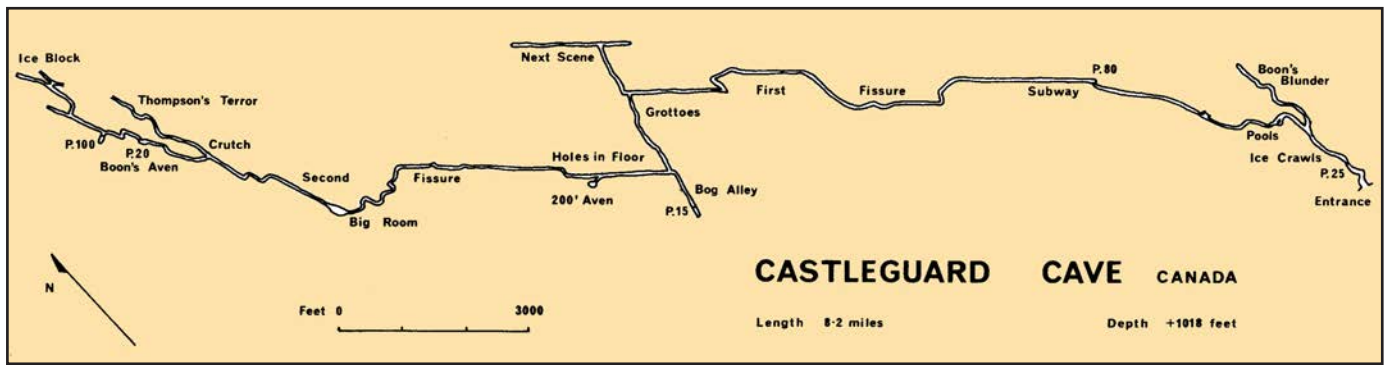 Ice Block
Thompson's Terror
P.100
P.20
Boon's Aven
Crutch
Second
Big Room
Fissure
Holes in Floor
200' Aven
Next Scene
Grottoes
Bog Alley
P.15
First
Fissure
Subway
P.80
Boon's
Blunder
Pools
Ice Crawls
P.25
Entrance
N
Feet 0 3000
CASTLEGUARD CAVE CANADA
Length 8·2 miles Depth +1018 feet